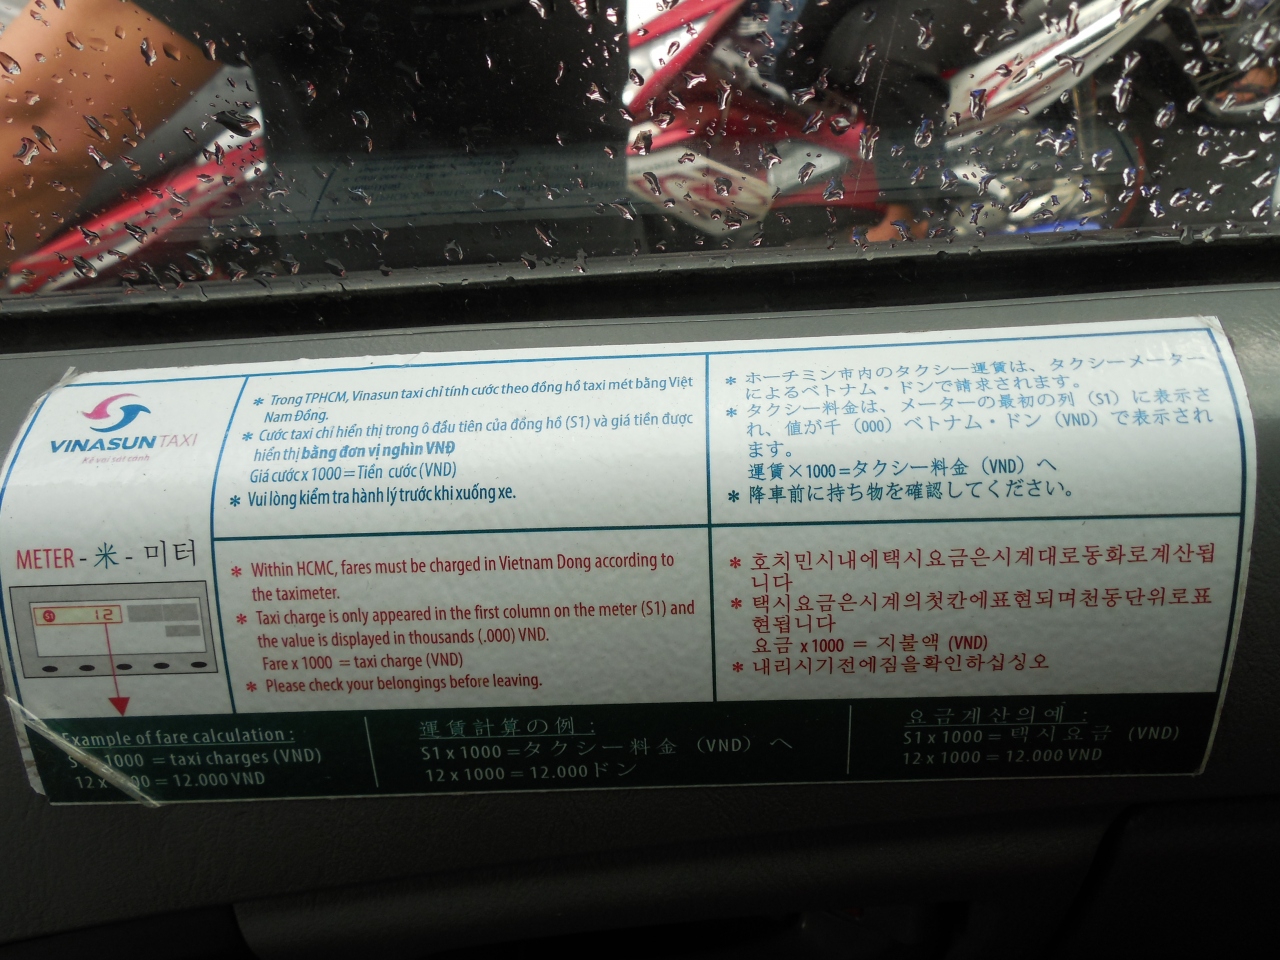 VINASUN TAXI
METER - 米 - 미터
12
* Trong TPHCM, Vinasun taxi chỉ tính cước theo đồng hồ taxi mét bằng Việt
Nam Đồng.
* Cước taxi chỉ hiển thị trong ô đầu tiên của đồng hồ (S1) và giá tiền được
hiển thị bằng đơn vị nghìn VNĐ
Giá cước x 1000 = Tiền cước (VND)
* Vui lòng kiểm tra hành lý trước khi xuống xe.
* ホーチミン市内のタクシー運賃は、タクシーメーター
によるベトナム・ドンで請求されます。
* タクシー料金は、メーターの最初の列（S1）に表示さ
れ、値が千（000）ベトナム・ドン（VND）で表示され
ます。
運賃×1000=タクシー料金（VND）へ
* 降車前に持ち物を確認してください。
* Within HCMC, fares must be charged in Vietnam Dong according to
the taximeter.
* Taxi charge is only appeared in the first column on the meter (S1) and
the value is displayed in thousands (.000) VND.
Fare x 1000 = taxi charge (VND)
* Please check your belongings before leaving.
* 호치민시내에택시요금은시계대로동화로계산됩
니다
* 택시요금은시계의첫칸에표현되며천동단위로표
현됩니다
요금 x1000 = 지불액 (VND)
* 내리시기전에짐을확인하십싱오
Example of fare calculation :
1000 = taxi charges (VND)
12 x = 12.000 VND
運賃計算の例 :
S1 x 1000 =タクシー料金（VND）へ
12 x 1000 = 12.000ドン
요금계산의예 :
S1 x 1000 = 택시요금 (VND)
12 x 1000 = 12.000 VND